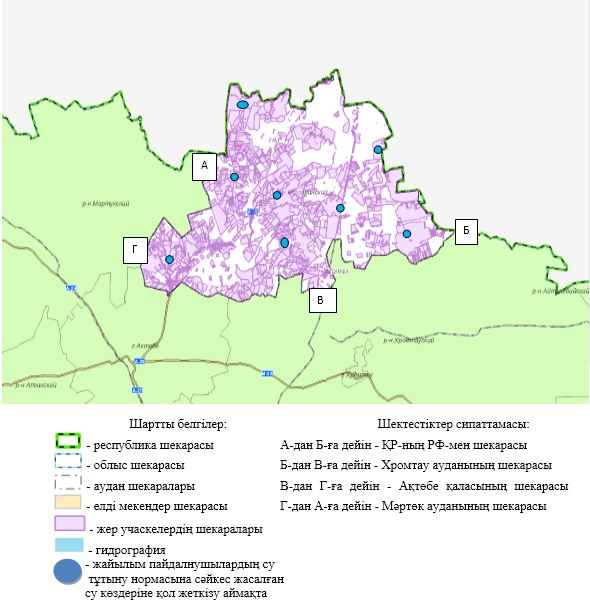 А
р-н Мартукский
Б
Г
В
р-н Хромтауский
г.Актобе
г.Хромтау
р-н Алгинский
Шартты белгілер:
- республика шекарасы
- облыс шекарасы
- аудан шекаралары
- елді мекендер шекарасы
- жер учаскелердің шекаралары
- гидрография
- жайылым пайдалнушылардың су
тұтыну нормасына сәйкес жасалған
су көздеріне қол жеткізу аймақта
Шектестіктер сипаттамасы:
А-дан Б-ға дейін - ҚР-ның РФ-мен шекарасы
Б-дан В-ға дейін - Хромтау ауданының шекарасы
В-дан Г-ға дейін - Ақтөбе қаласының шекарасы
Г-дан А-ға дейін - Мәртөк ауданының шекарасы